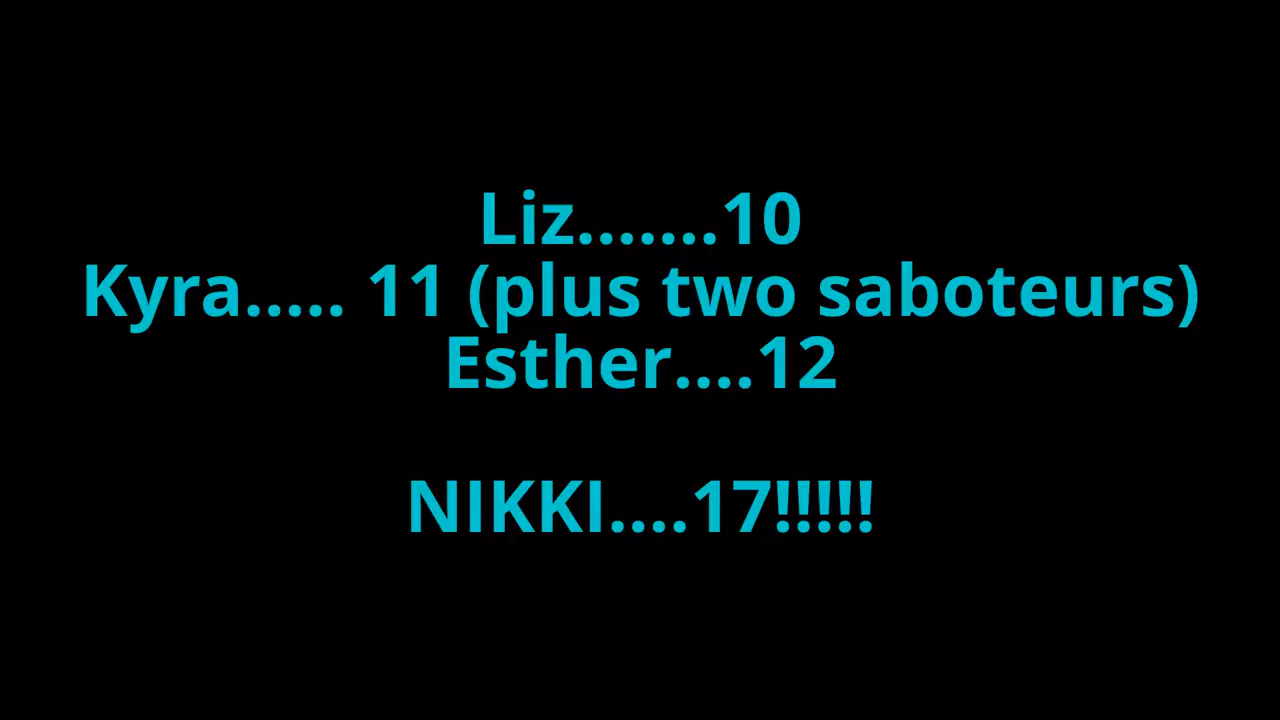 Liz.......10
Kyra..... 11 (plus two saboteurs)
Esther....12
NIKKI....17!!!!!